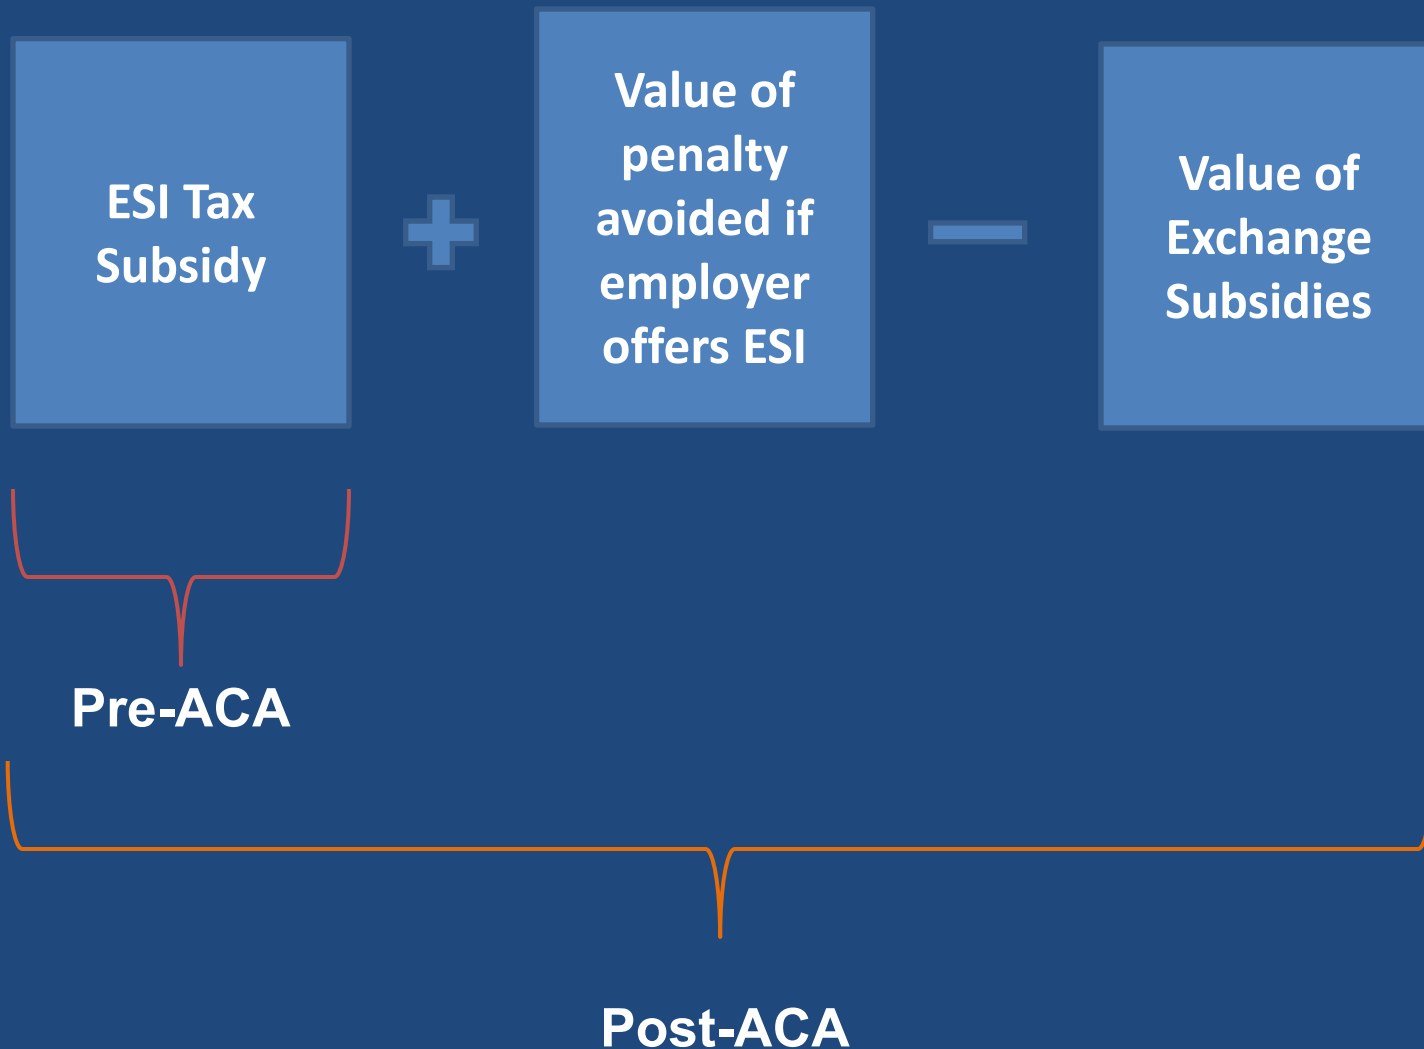 ESI Tax
Subsidy
Value of
penalty
avoided if
employer
offers ESI
Value of
Exchange
Subsidies
Pre-ACA
Post-ACA